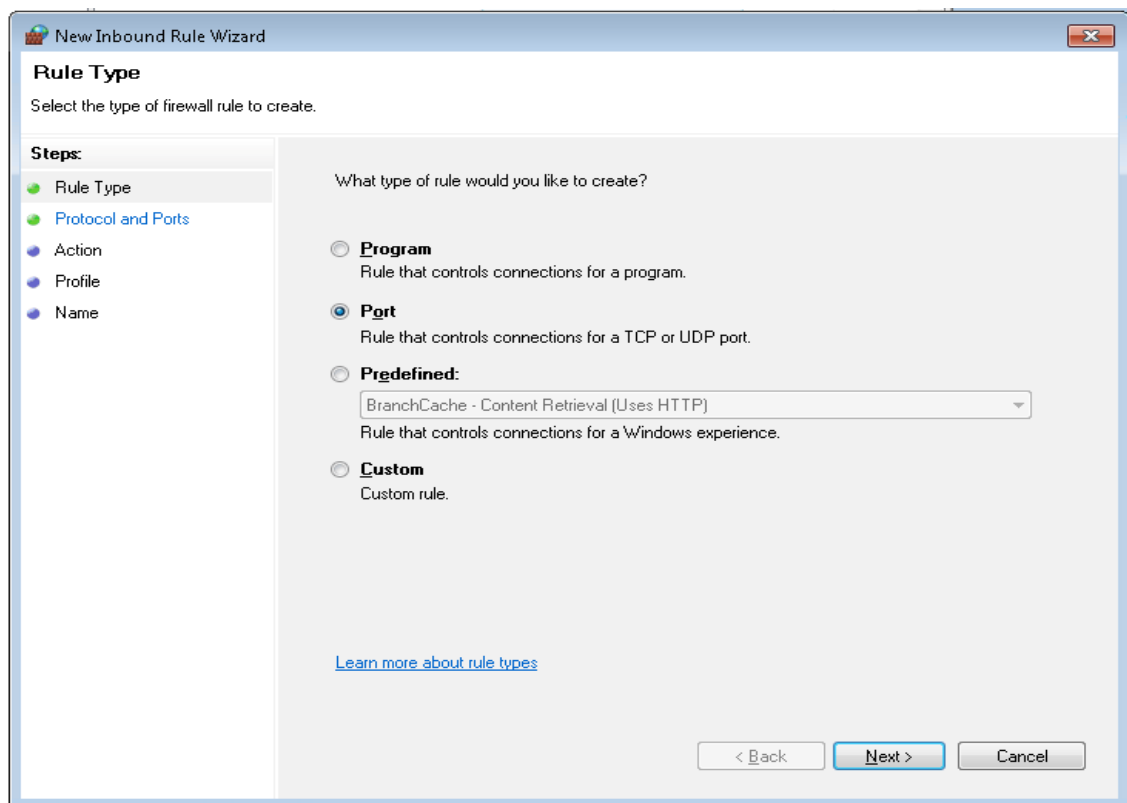 New Inbound Rule Wizard
Rule Type
Select the type of firewall rule to create.
Steps:
Rule Type
Protocol and Ports
Action
Profile
Name
What type of rule would you like to create?
Program
Rule that controls connections for a program.
Port
Rule that controls connections for a TCP or UDP port.
Predefined:
BranchCache - Content Retrieval (Uses HTTP)
Rule that controls connections for a Windows experience.
Custom
Custom rule.
Learn more about rule types
< Back Next > Cancel